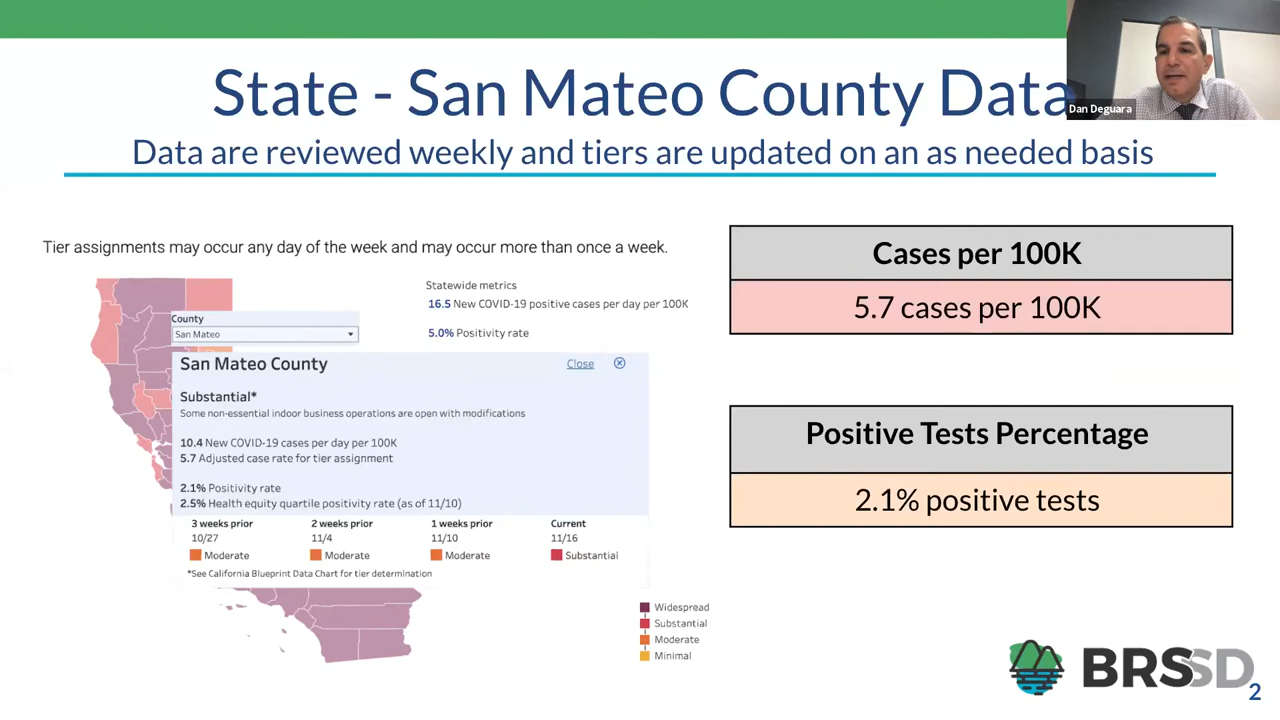 State - San Mateo County Data
Dan Deguara
Data are reviewed weekly and tiers are updated on an as needed basis
Tier assignments may occur any day of the week and may occur more than once a week.
Statewide metrics
16.5 New COVID-19 positive cases per day per 100K
5.0% Positivity rate
County
San Mateo
San Mateo County
Close
Substantial*
Some non-essential indoor business operations are open with modifications
10.4 New COVID-19 cases per day per 100K
5.7 Adjusted case rate for tier assignment
2.1% Positivity rate
2.5% Health equity quartile positivity rate (as of 11/10)
3 weeks prior
10/27
Moderate
2 weeks prior
11/4
Moderate
1 weeks prior
11/10
Moderate
Current
11/16
Substantial
*See California Blueprint Data Chart for tier determination
Widespread
Substantial
Moderate
Minimal
Cases per 100K
5.7 cases per 100K
Positive Tests Percentage
2.1% positive tests
BRSSD
2